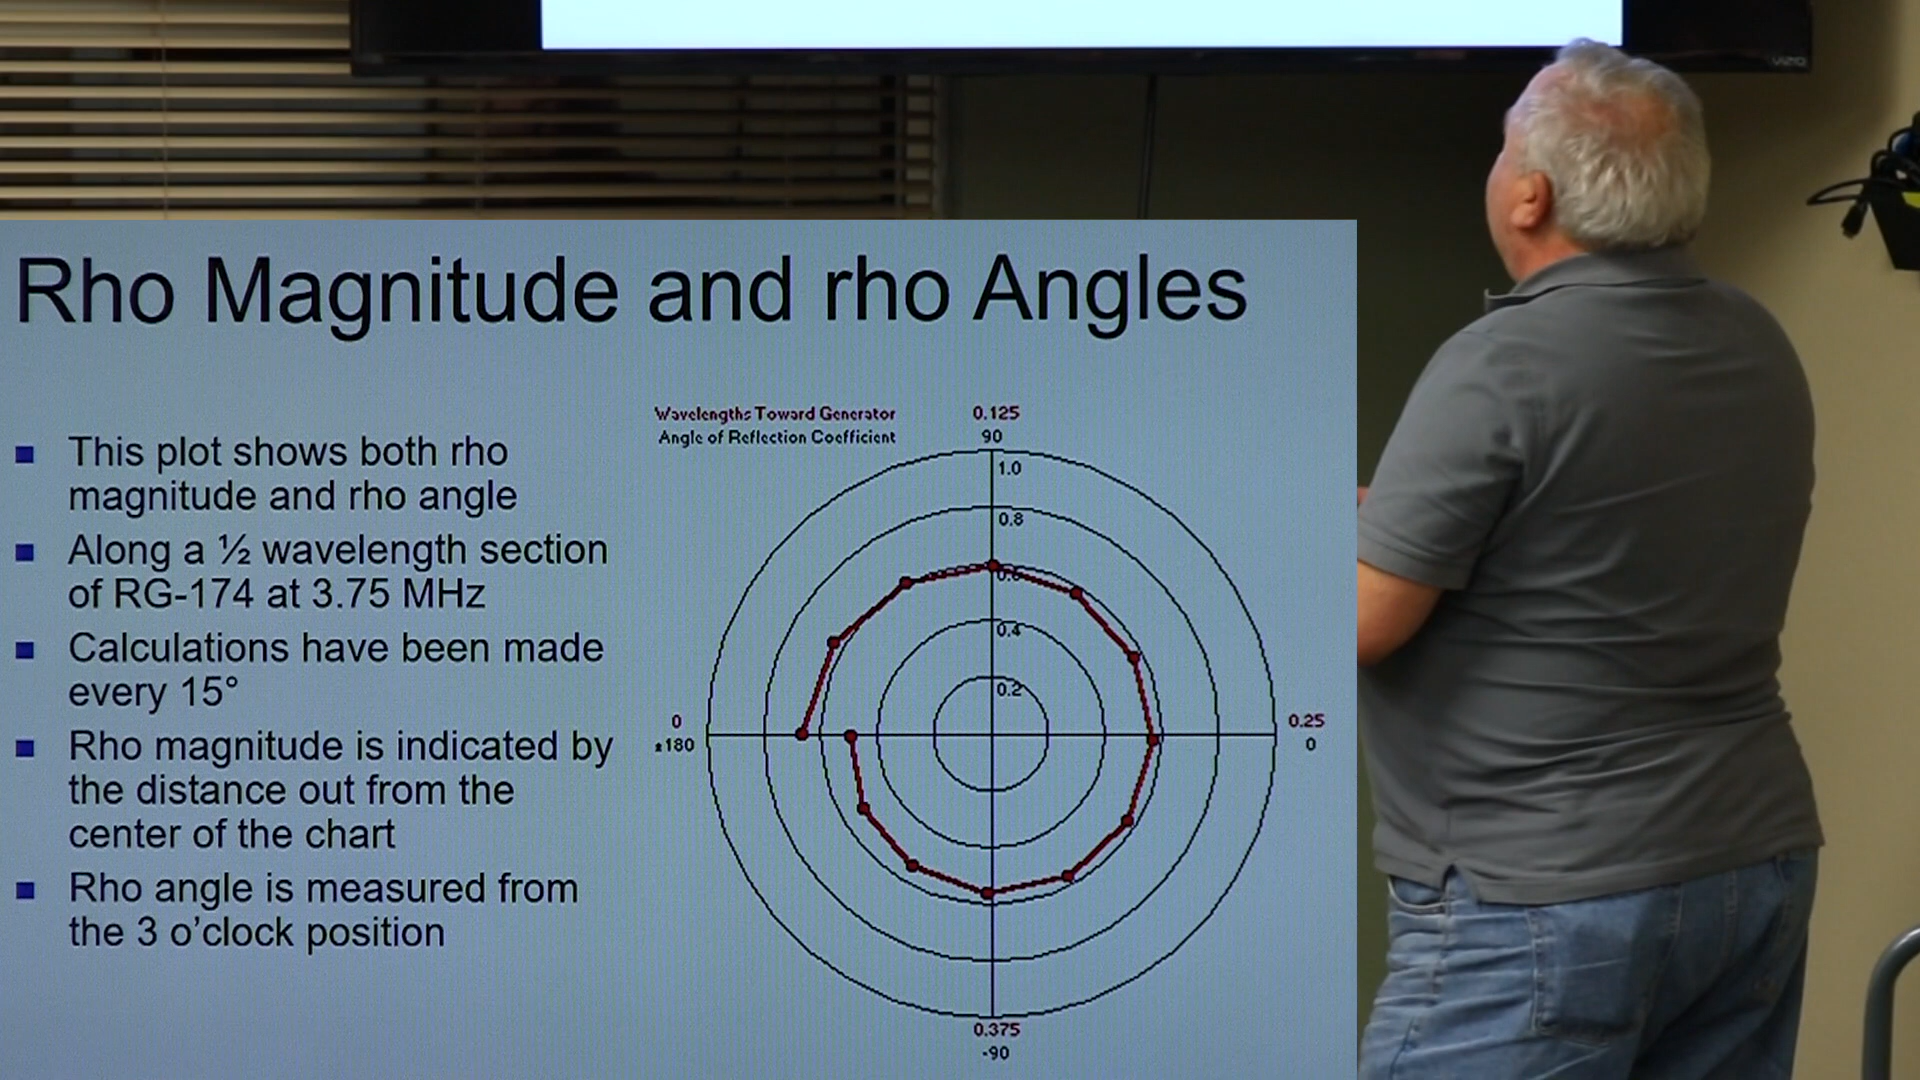 VIZIO
Rho Magnitude and rho Angles
■ This plot shows both rho
magnitude and rho angle
■ Along a ½ wavelength section
of RG-174 at 3.75 MHz
■ Calculations have been made
every 15°
■ Rho magnitude is indicated by
the distance out from the
center of the chart
■ Rho angle is measured from
the 3 o’clock position
Wavelengths Toward Generator
Angle of Reflection Coefficient
0.125
90
1.0
0.8
0.6
0.4
0.2
0
±180
0.25
0
0.375
-90